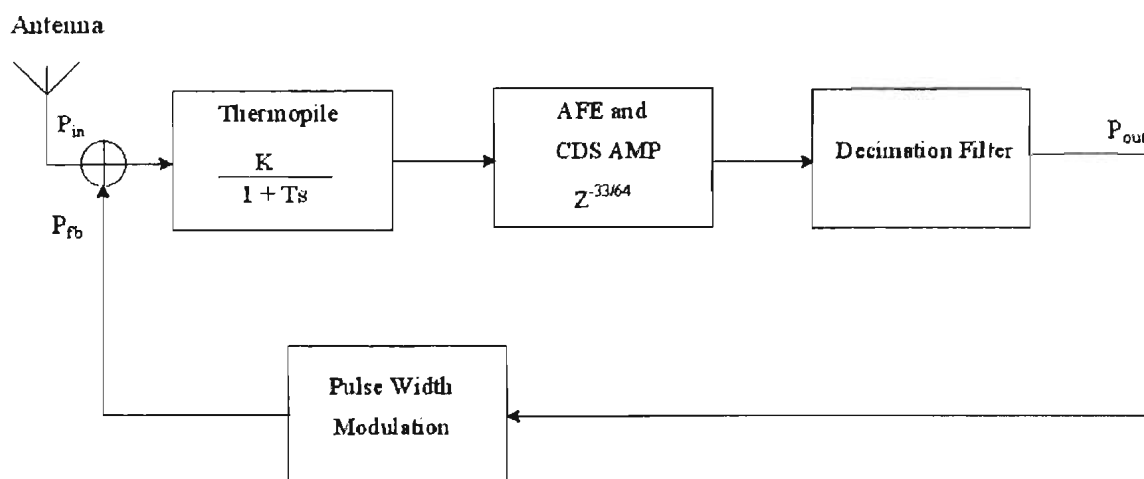 Antenna
P_in
Thermopile
K
1 + Ts
AFE and
CDS AMP
Z^-33/64
Decimation Filter
P_out
P_fb
Pulse Width
Modulation